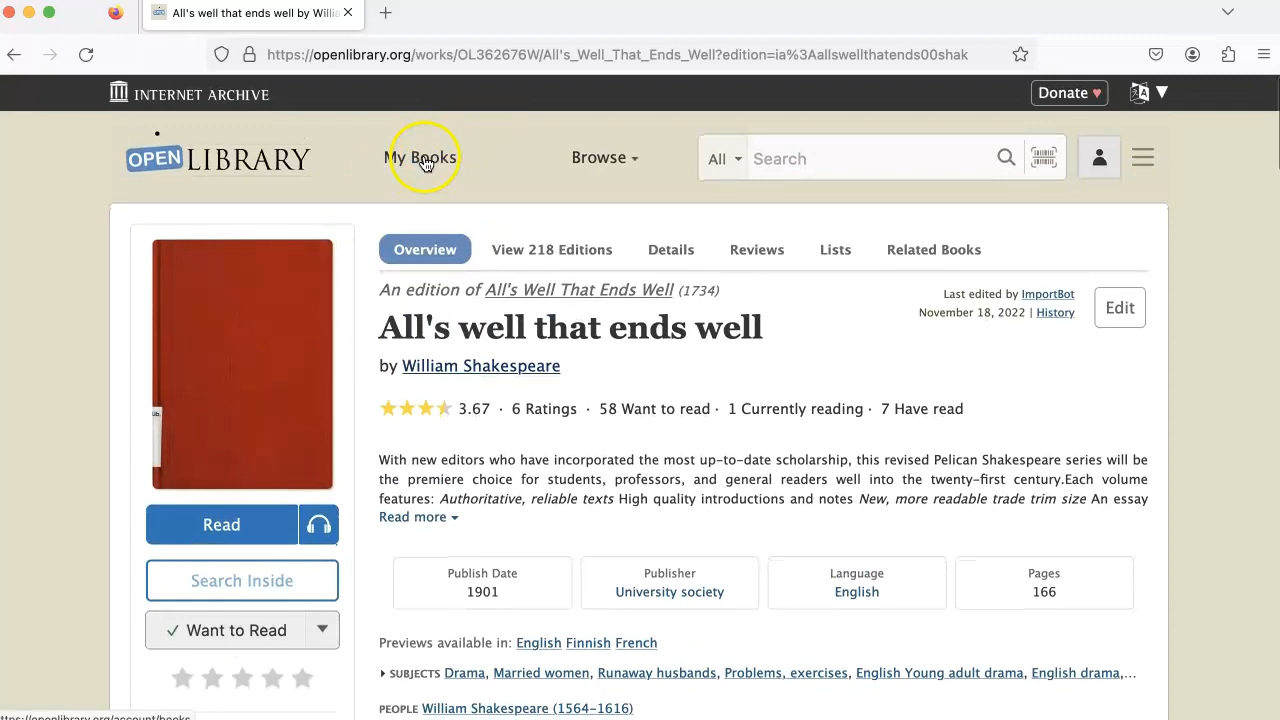 All's well that ends well by Willi
https://openlibrary.org/works/OL362676W/All's_Well_That_Ends_Well?edition=ia%3Aallswellthatends00shak
INTERNET ARCHIVE
Donate ♥
OPEN LIBRARY
My Books
Browse
All
Search
Overview
View 218 Editions
Details
Reviews
Lists
Related Books
An edition of All's Well That Ends Well (1734)
Last edited by ImportBot
November 18, 2022 | History
Edit
All's well that ends well
by William Shakespeare
3.67 · 6 Ratings · 58 Want to read · 1 Currently reading · 7 Have read
With new editors who have incorporated the most up-to-date scholarship, this revised Pelican Shakespeare series will be
the premiere choice for students, professors, and general readers well into the twenty-first century.Each volume
features: Authoritative, reliable texts High quality introductions and notes New, more readable trade trim size An essay
Read more
Read
Search Inside
✓ Want to Read
Publish Date
1901
Publisher
University society
Language
English
Pages
166
Previews available in: English Finnish French
SUBJECTS Drama, Married women, Runaway husbands, Problems, exercises, English Young adult drama, English drama,...
PEOPLE William Shakespeare (1564-1616)
ttps://openlibrary.org/account/books